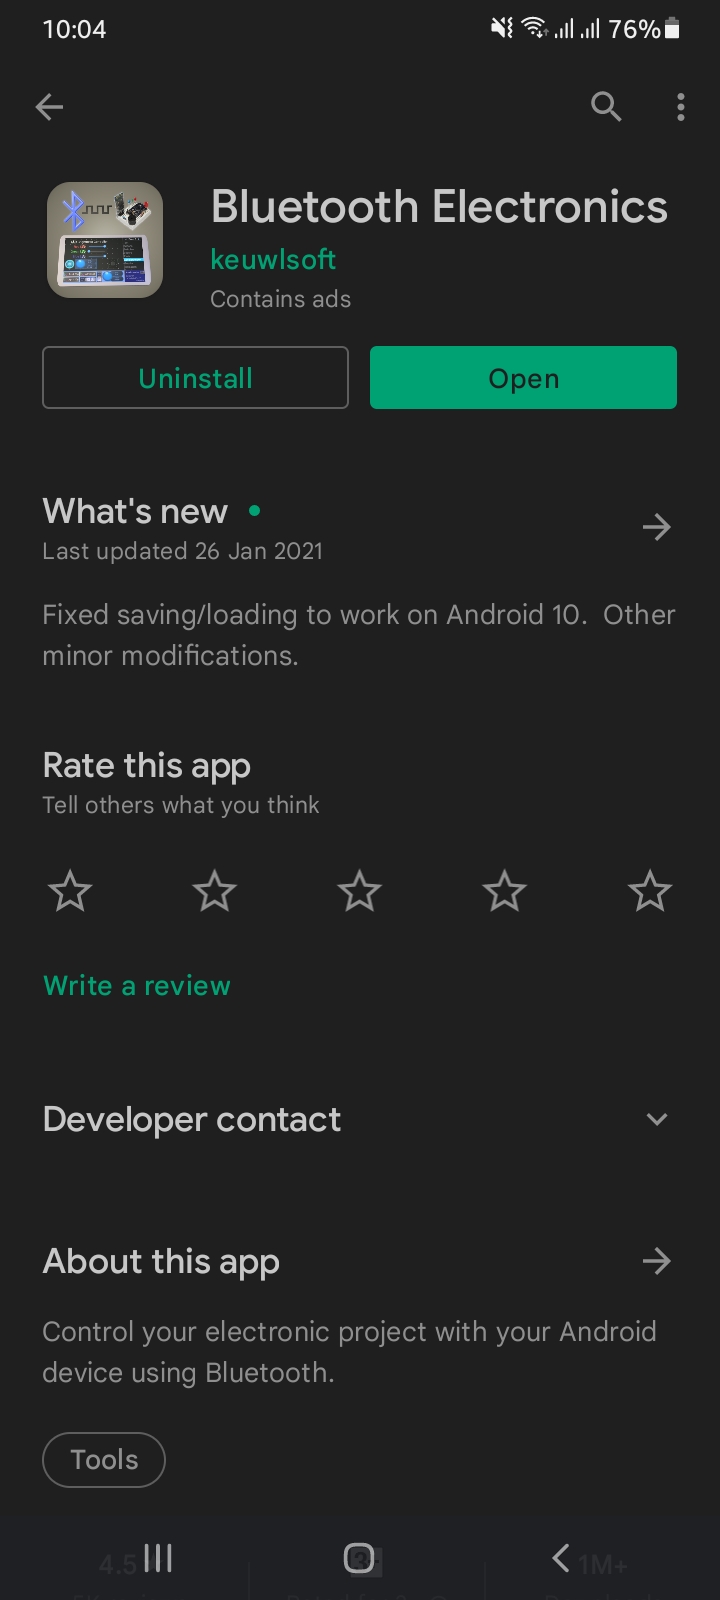 10:04
76%
Bluetooth Electronics
keuwlsoft
Contains ads
Uninstall
Open
What's new
Last updated 26 Jan 2021
Fixed saving/loading to work on Android 10.  Other
minor modifications.
Rate this app
Tell others what you think
Write a review
Developer contact
About this app
Control your electronic project with your Android
device using Bluetooth.
Tools
4.5
1M+